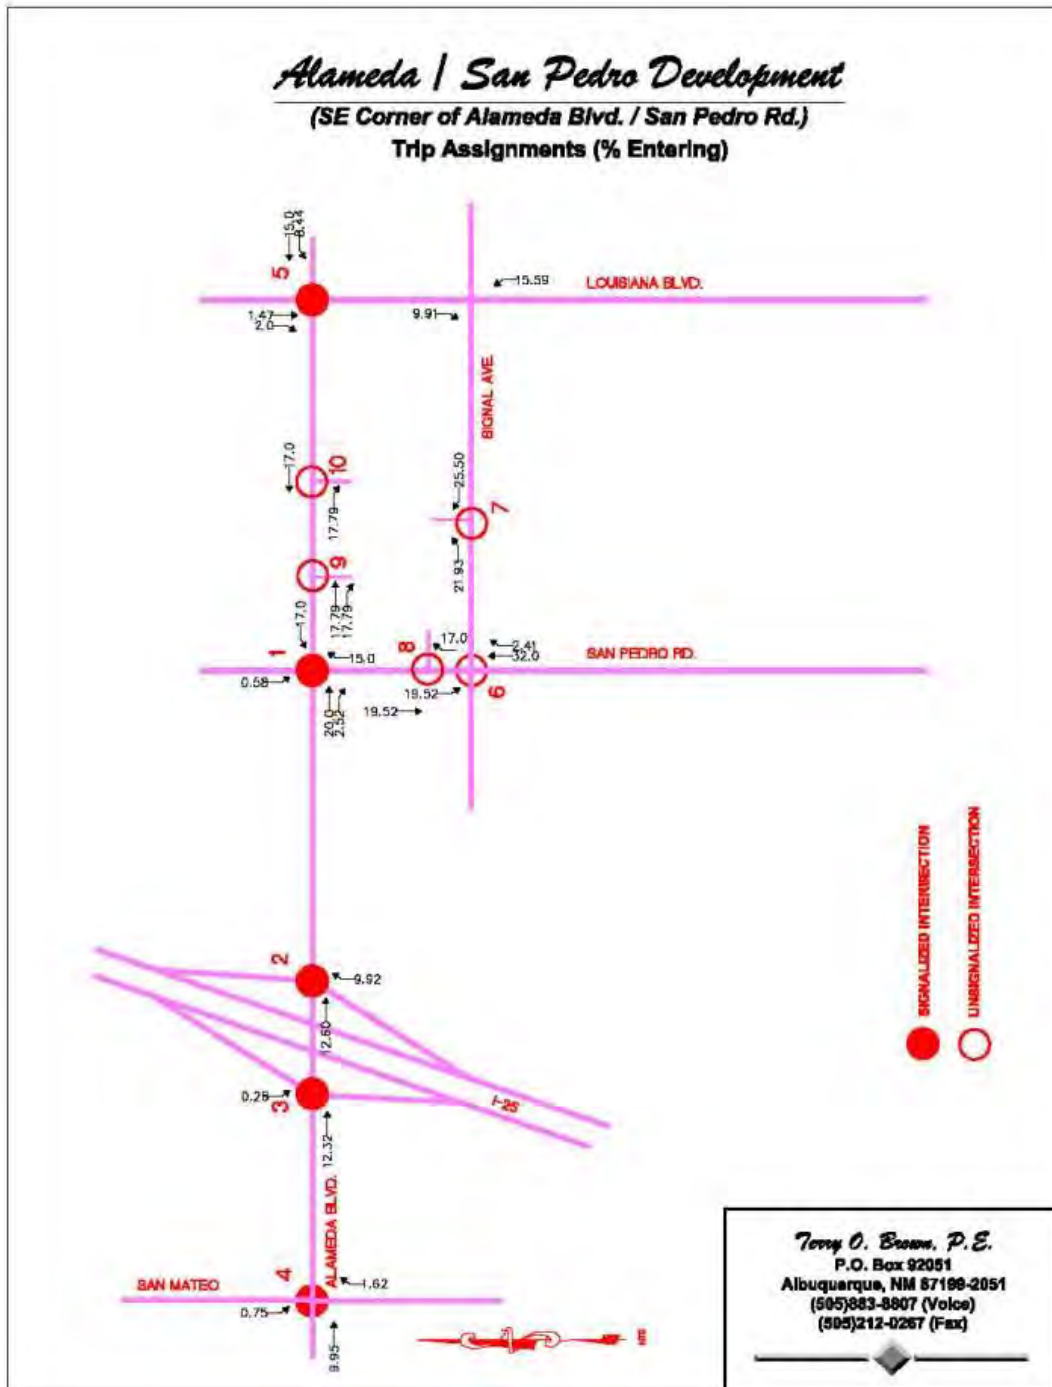 Alameda / San Pedro Development
(SE Corner of Alameda Blvd. / San Pedro Rd.)
Trip Assignments (% Entering)
15.0
8.44
5
15.59
LOUISIANA BLVD.
1.47
2.0
9.91
SIGNAL AVE.
17.0
10
17.79
25.50
7
21.93
9
17.79
17.79
17.0
1
15.0
8
17.0
2.41
32.0
SAN PEDRO RD.
0.58
20.0
2.52
19.52
19.52
6
SIGNALIZED INTERSECTION
UNSIGNALIZED INTERSECTION
2
9.92
12.60
0.28
3
I-25
12.32
ALAMEDA BLVD.
SAN MATEO
4
1.62
0.75
9.95
Terry O. Brown, P.E.
P.O. Box 92051
Albuquerque, NM 87199-2051
(505)883-8807 (Voice)
(505)212-0267 (Fax)